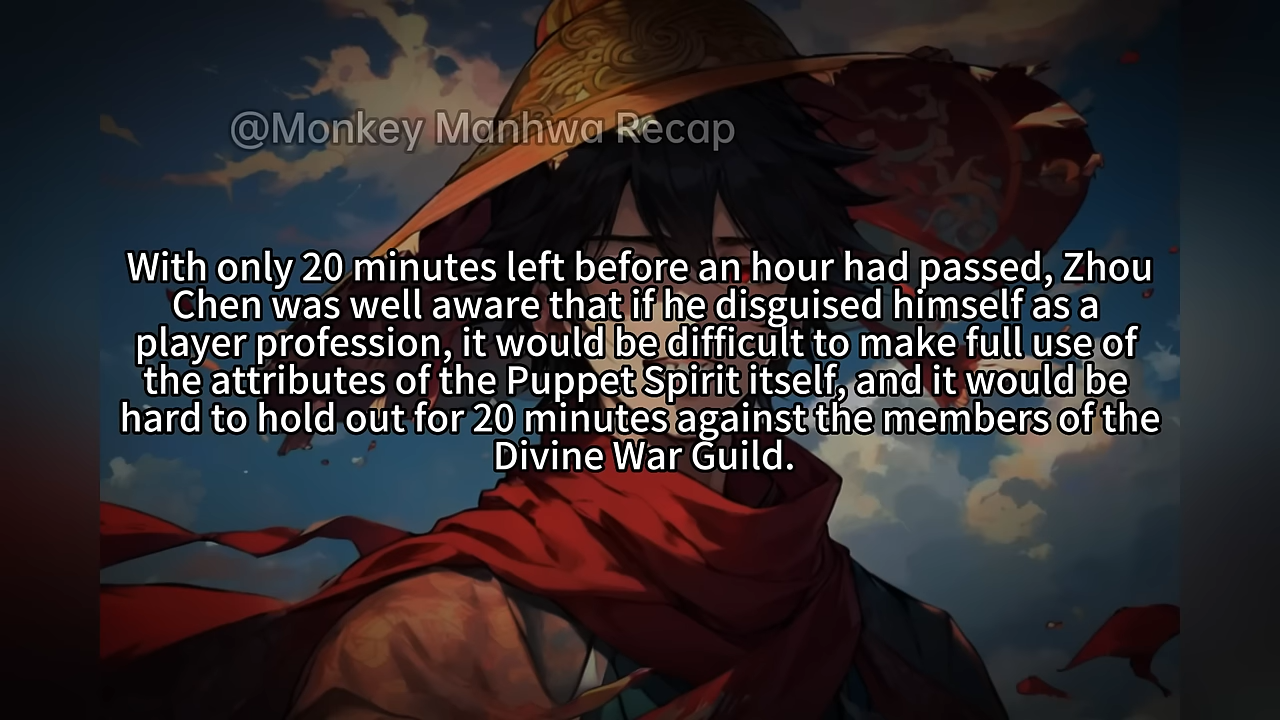 @Monkey Manhwa Recap
With only 20 minutes left before an hour had passed, Zhou
Chen was well aware that if he disguised himself as a
player profession, it would be difficult to make full use of
the attributes of the Puppet Spirit itself, and it would be
hard to hold out for 20 minutes against the members of the
Divine War Guild.